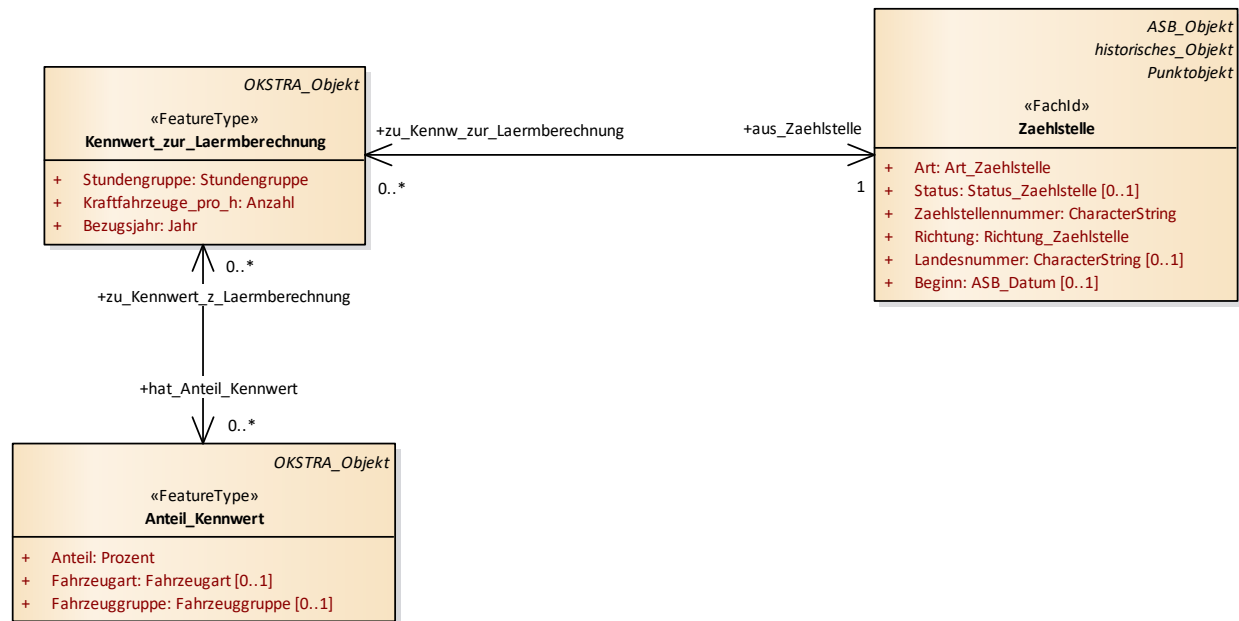 ASB_Objekt
historisches_Objekt
Punktobjekt
«FachId»
Zaehlstelle
+ Art: Art_Zaehlstelle
+ Status: Status_Zaehlstelle [0..1]
+ Zaehlstellennummer: CharacterString
+ Richtung: Richtung_Zaehlstelle
+ Landesnummer: CharacterString [0..1]
+ Beginn: ASB_Datum [0..1]
OKSTRA_Objekt
«FeatureType»
Kennwert_zur_Laermberechnung
+ Stundengruppe: Stundengruppe
+ Kraftfahrzeuge_pro_h: Anzahl
+ Bezugsjahr: Jahr
+zu_Kennw_zur_Laermberechnung
+aus_Zaehlstelle
0..*
1
0..*
+zu_Kennwert_z_Laermberechnung
+hat_Anteil_Kennwert
0..*
OKSTRA_Objekt
«FeatureType»
Anteil_Kennwert
+ Anteil: Prozent
+ Fahrzeugart: Fahrzeugart [0..1]
+ Fahrzeuggruppe: Fahrzeuggruppe [0..1]